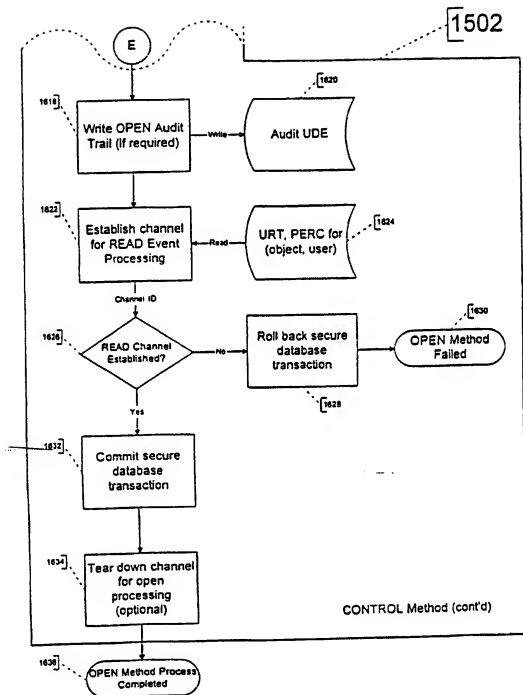 1502
E
1618
Write OPEN Audit
Trail (if required)
Write
1620
Audit UDE
1622
Establish channel
for READ Event
Processing
Read
URT, PERC for
(object, user)
1624
Channel ID
1626
READ Channel
Established?
No
Roll back secure
database
transaction
1628
1630
OPEN Method
Failed
Yes
1632
Commit secure
database
transaction
1634
Tear down channel
for open
processing
(optional)
CONTROL Method (cont'd)
1636
OPEN Method Process
Completed